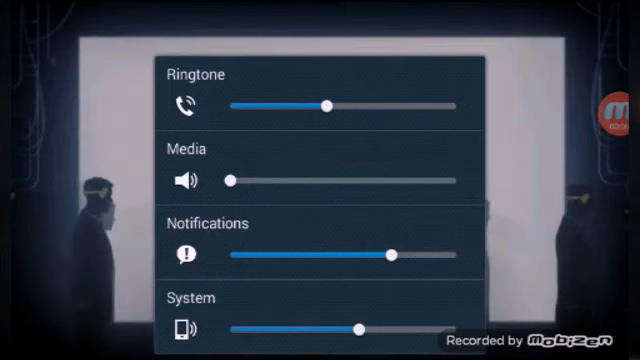 Ringtone
Media
Notifications
System
Recorded by Mobizen